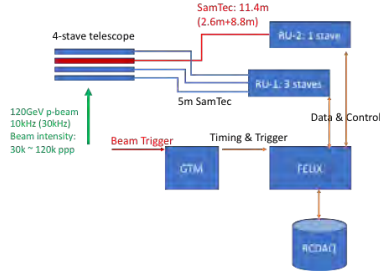 SamTec: 11.4m
(2.6m+8.8m)
RU-2: 1 stave
4-stave telescope
RU-1: 3 staves
5m SamTec
Data & Control
120GeV p-beam
10kHz (30kHz)
Beam intensity:
30k ~ 120k ppp
Beam Trigger
Timing & Trigger
GTM
FELIX
RCDAQ